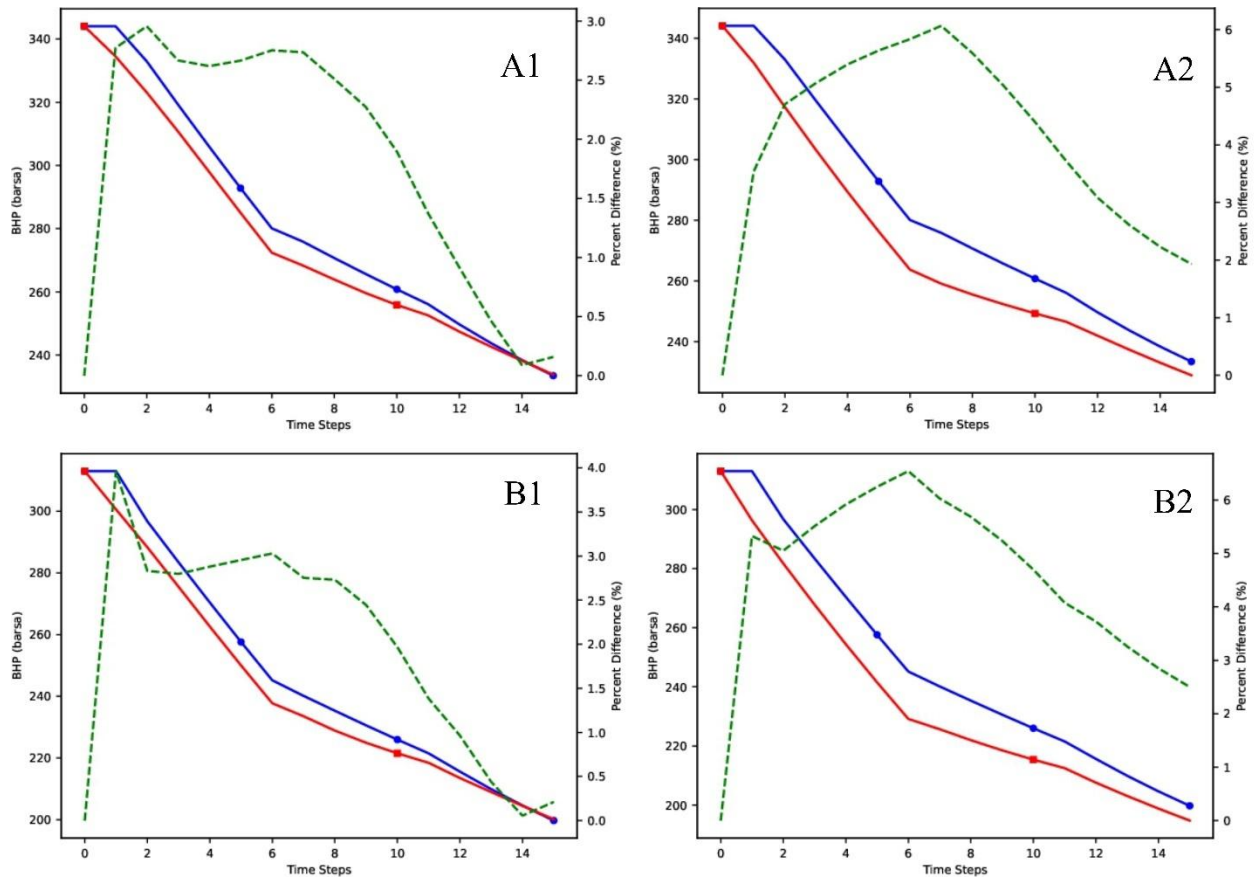 A1
340
320
300
280
260
240
BHP (barsa)
3.0
2.5
2.0
1.5
1.0
0.5
0.0
Percent Difference (%)
0 2 4 6 8 10 12 14
Time Steps
A2
340
320
300
280
260
240
BHP (barsa)
6
5
4
3
2
1
0
Percent Difference (%)
0 2 4 6 8 10 12 14
Time Steps
B1
300
280
260
240
220
200
BHP (barsa)
4.0
3.5
3.0
2.5
2.0
1.5
1.0
0.5
0.0
Percent Difference (%)
0 2 4 6 8 10 12 14
Time Steps
B2
300
280
260
240
220
200
BHP (barsa)
6
5
4
3
2
1
0
Percent Difference (%)
0 2 4 6 8 10 12 14
Time Steps